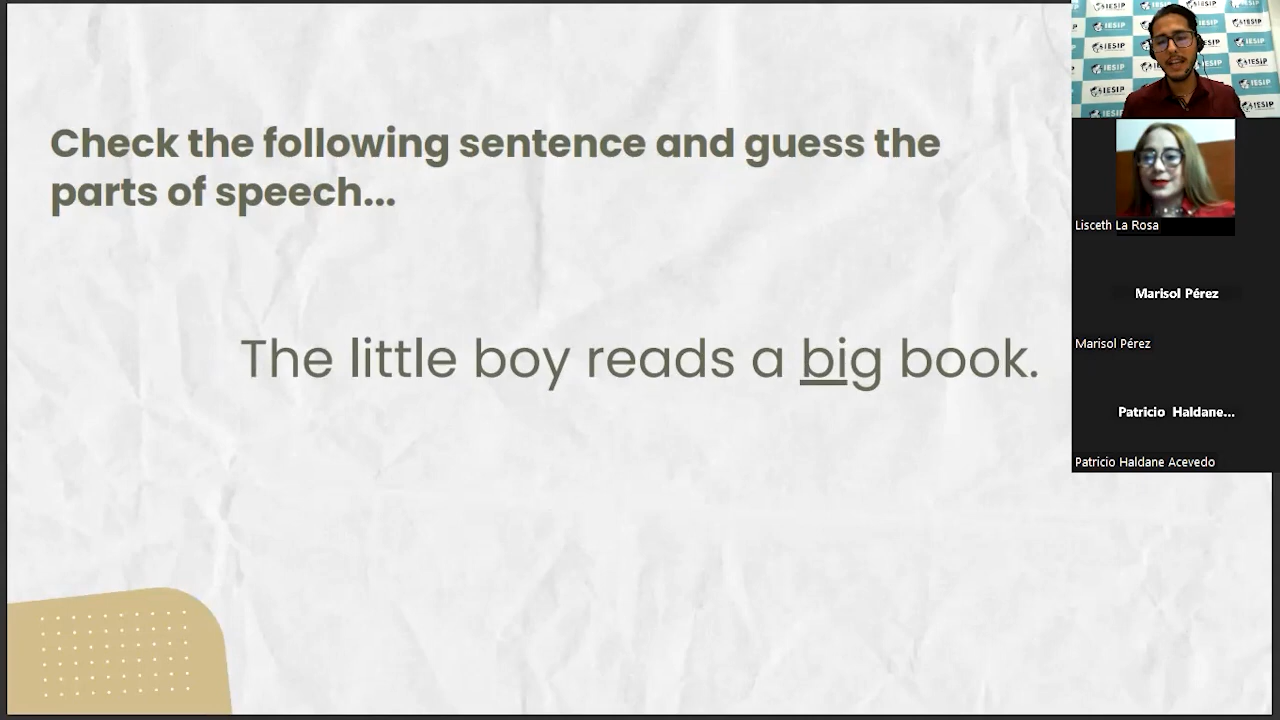 Check the following sentence and guess the
parts of speech...
The little boy reads a big book.
IESIP
Lisceth La Rosa
Marisol Pérez
Marisol Pérez
Patricio Haldane...
Patricio Haldane Acevedo